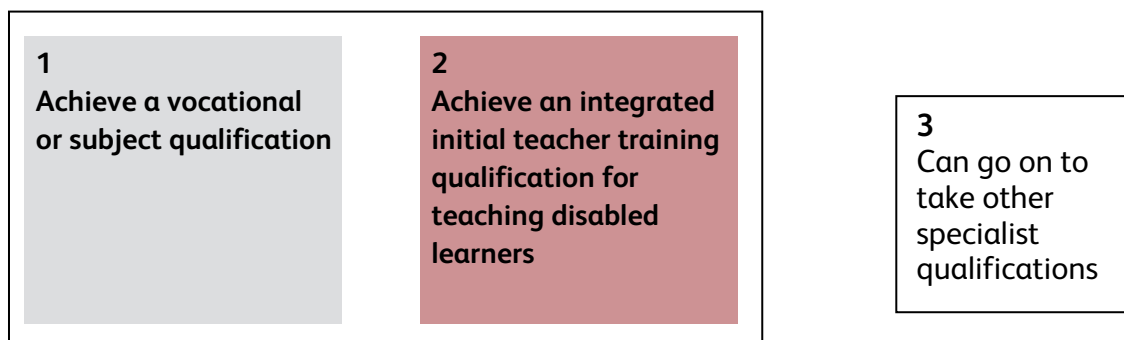 1
Achieve a vocational
or subject qualification
2
Achieve an integrated
initial teacher training
qualification for
teaching disabled
learners
3
Can go on to
take other
specialist
qualifications